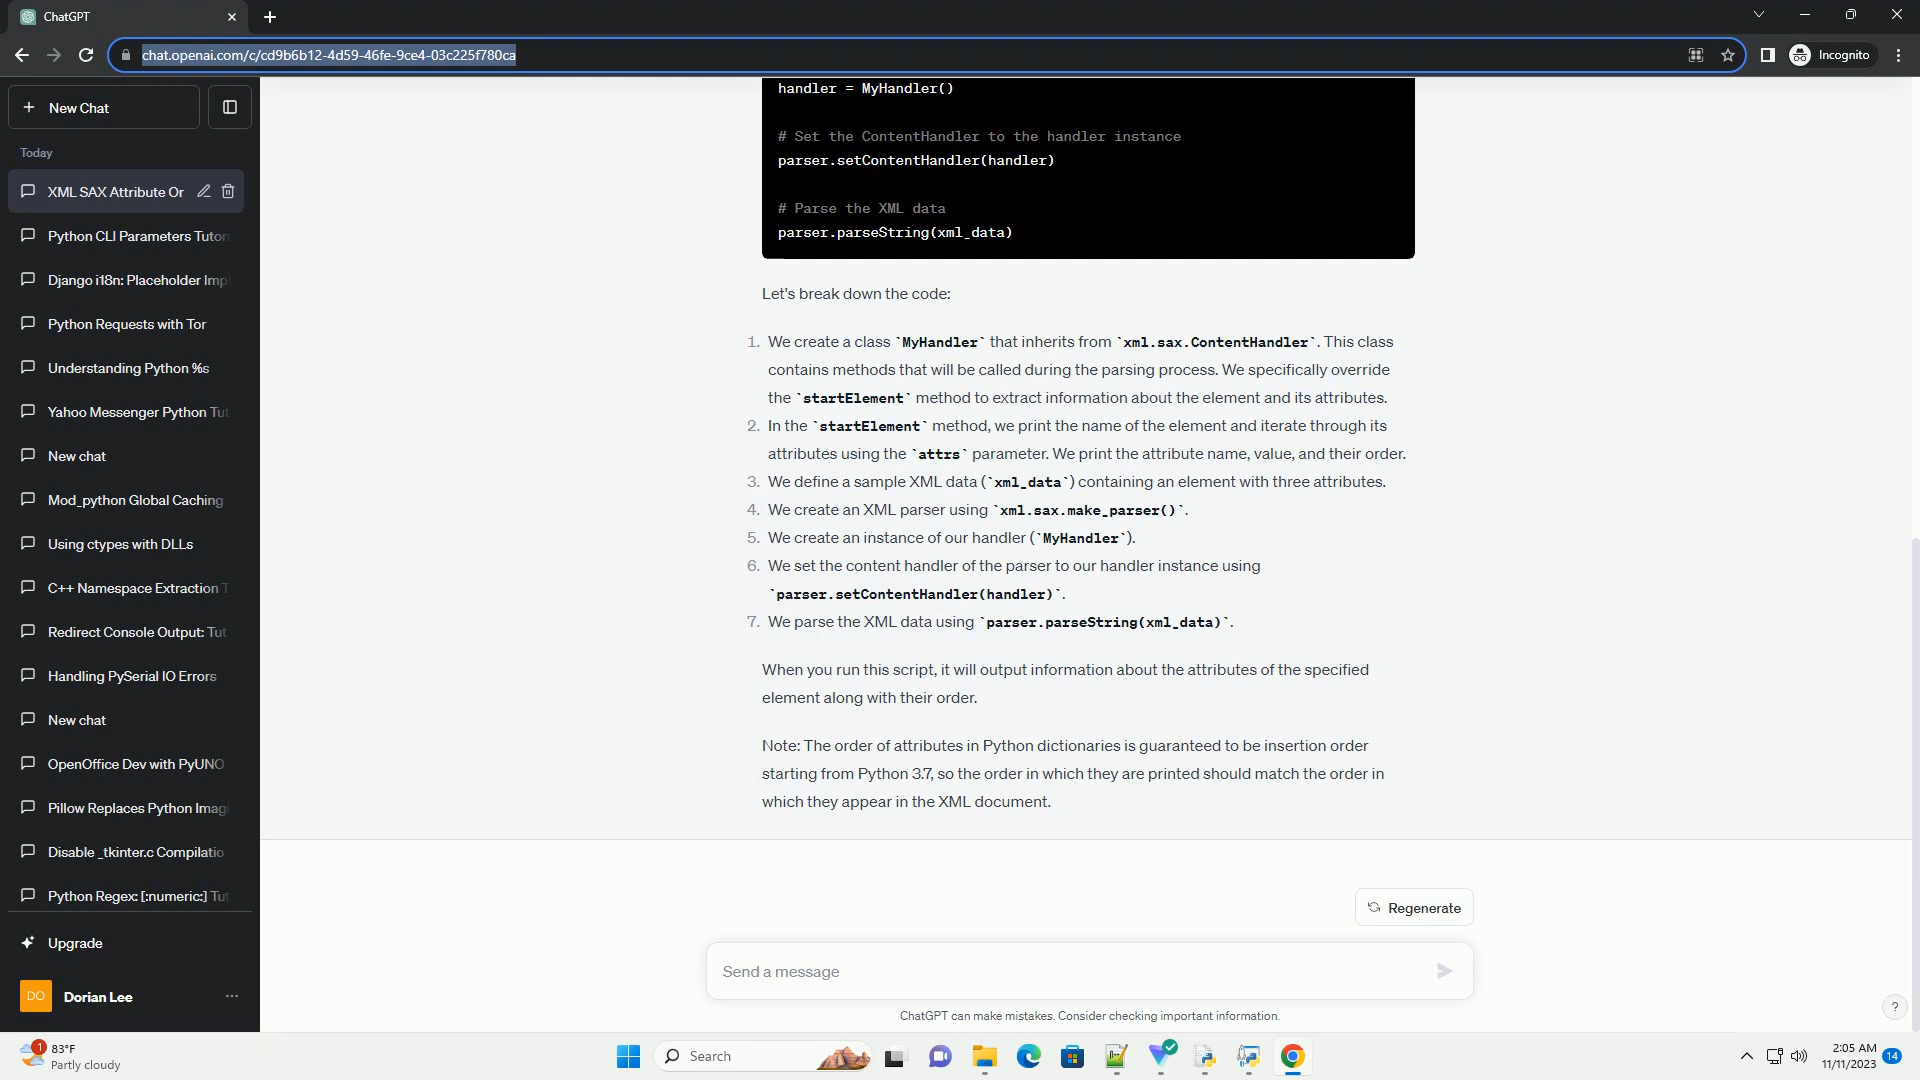 ChatGPT
chat.openai.com/c/cd9b6b12-4d59-46fe-9ce4-03c225f780ca
Incognito
New Chat
Today
XML SAX Attribute Or
Python CLI Parameters Tutor
Django i18n: Placeholder Imp
Python Requests with Tor
Understanding Python %s
Yahoo Messenger Python Tut
New chat
Mod_python Global Caching
Using ctypes with DLLs
C++ Namespace Extraction T
Redirect Console Output: Tut
Handling PySerial IO Errors
New chat
OpenOffice Dev with PyUNO
Pillow Replaces Python Imagi
Disable _tkinter.c Compilatio
Python Regex: [:numeric:] Tut
Upgrade
DO
Dorian Lee
handler = MyHandler()
# Set the ContentHandler to the handler instance
parser.setContentHandler(handler)
# Parse the XML data
parser.parseString(xml_data)
Let's break down the code:
1. We create a class `MyHandler` that inherits from `xml.sax.ContentHandler`. This class
contains methods that will be called during the parsing process. We specifically override
the `startElement` method to extract information about the element and its attributes.
2. In the `startElement` method, we print the name of the element and iterate through its
attributes using the `attrs` parameter. We print the attribute name, value, and their order.
3. We define a sample XML data (`xml_data`) containing an element with three attributes.
4. We create an XML parser using `xml.sax.make_parser()`.
5. We create an instance of our handler (`MyHandler`).
6. We set the content handler of the parser to our handler instance using
`parser.setContentHandler(handler)`.
7. We parse the XML data using `parser.parseString(xml_data)`.
When you run this script, it will output information about the attributes of the specified
element along with their order.
Note: The order of attributes in Python dictionaries is guaranteed to be insertion order
starting from Python 3.7, so the order in which they are printed should match the order in
which they appear in the XML document.
Regenerate
Send a message
ChatGPT can make mistakes. Consider checking important information.
?
1
83°F
Partly cloudy
Search
2:05 AM
11/11/2023
14